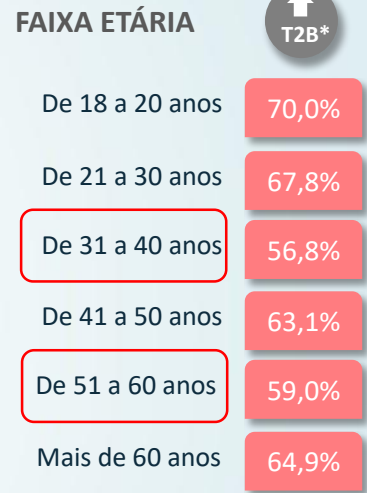 FAIXA ETÁRIA
T2B*
De 18 a 20 anos 70,0%
De 21 a 30 anos 67,8%
De 31 a 40 anos 56,8%
De 41 a 50 anos 63,1%
De 51 a 60 anos 59,0%
Mais de 60 anos 64,9%